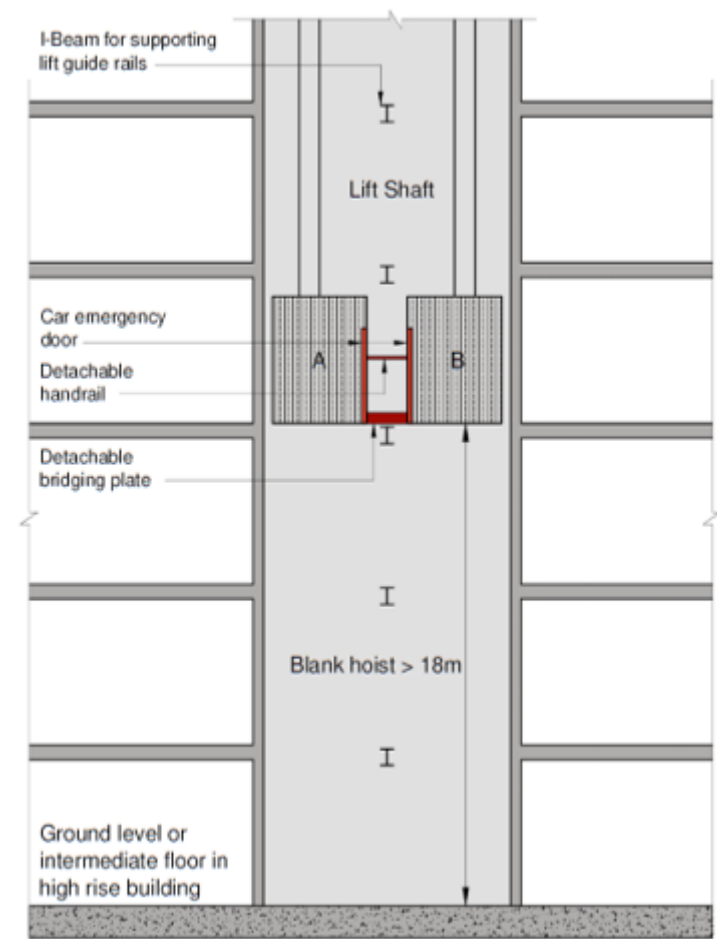 I-Beam for supporting
lift guide rails
Lift Shaft
Car emergency
door
A
B
Detachable
handrail
Detachable
bridging plate
Blank hoist > 18m
Ground level or
intermediate floor in
high rise building